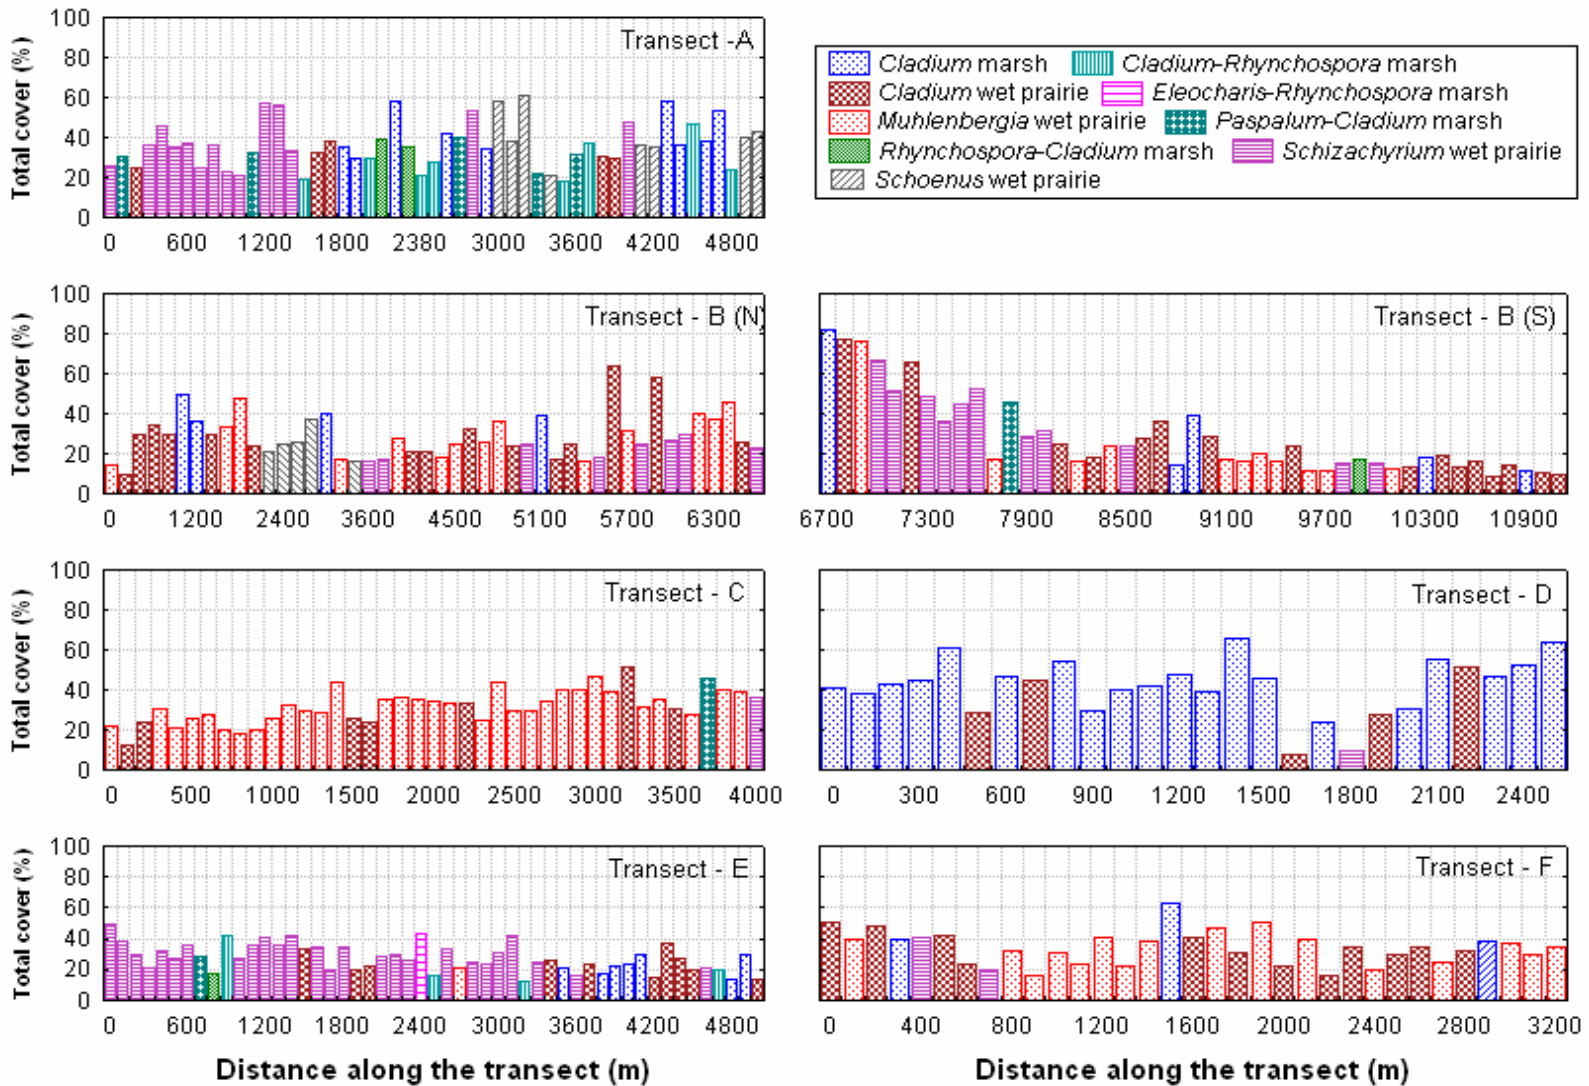 Transect -A
Total cover (%)
100
80
60
40
20
0
0 600 1200 1800 2380 3000 3600 4200 4800
Cladium marsh Cladium-Rhynchospora marsh
Cladium wet prairie Eleocharis-Rhynchospora marsh
Muhlenbergia wet prairie Paspalum-Cladium marsh
Rhynchospora-Cladium marsh Schizachyrium wet prairie
Schoenus wet prairie
Transect - B (N)
Total cover (%)
100
80
60
40
20
0
0 1200 2400 3600 4500 5100 5700 6300
Transect - B (S)
6700 7300 7900 8500 9100 9700 10300 10900
Transect - C
Total cover (%)
100
80
60
40
20
0
0 500 1000 1500 2000 2500 3000 3500 4000
Transect - D
0 300 600 900 1200 1500 1800 2100 2400
Transect - E
Total cover (%)
100
80
60
40
20
0
0 600 1200 1800 2400 3000 3600 4200 4800
Distance along the transect (m)
Transect - F
0 400 800 1200 1600 2000 2400 2800 3200
Distance along the transect (m)